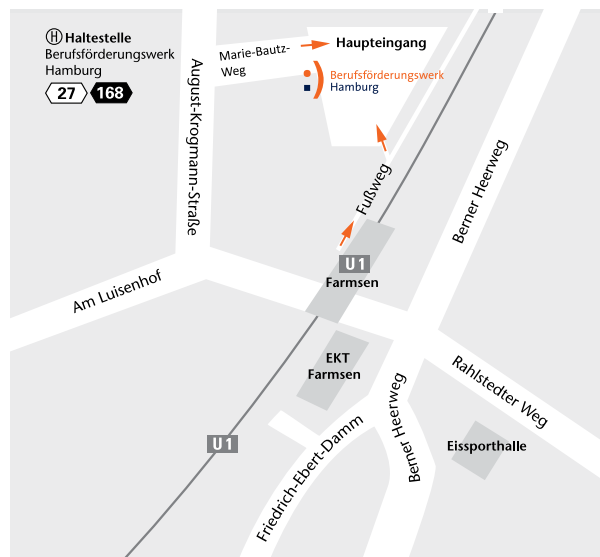 H Haltestelle
Berufsförderungswerk
Hamburg
27 168
Marie-Bautz-
Weg
Haupteingang
Berufsförderungswerk
Hamburg
August-Krogmann-Straße
Fußweg
Berner Heerweg
Am Luisenhof
U1
Farmsen
EKT
Farmsen
Rahlstedter Weg
U1
Friedrich-Ebert-Damm
Berner Heerweg
Eissporthalle